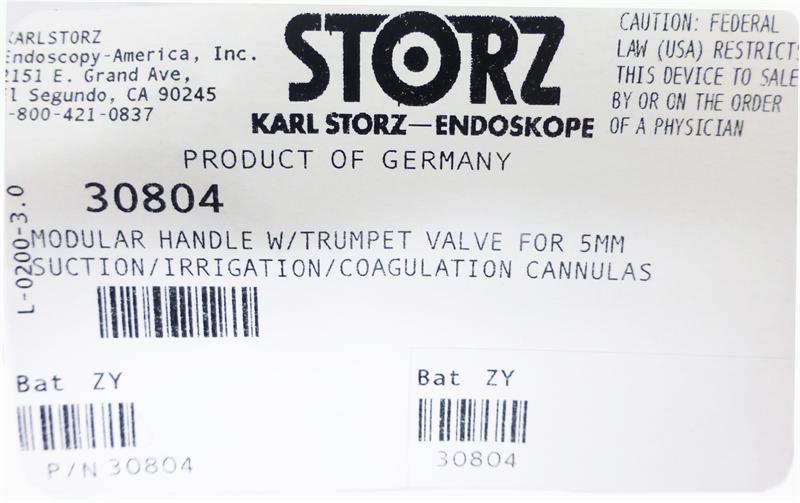 KARLSTORZ
Endoscopy-America, Inc.
2151 E. Grand Ave,
El Segundo, CA 90245
-800-421-0837
STORZ
KARL STORZ—ENDOSKOPE
CAUTION: FEDERAL
LAW (USA) RESTRICTS
THIS DEVICE TO SALE
BY OR ON THE ORDER
OF A PHYSICIAN
PRODUCT OF GERMANY
30804
L-0200-3.0
MODULAR HANDLE W/TRUMPET VALVE FOR 5MM
SUCTION/IRRIGATION/COAGULATION CANNULAS
Bat ZY
P/N 30804
Bat ZY
30804